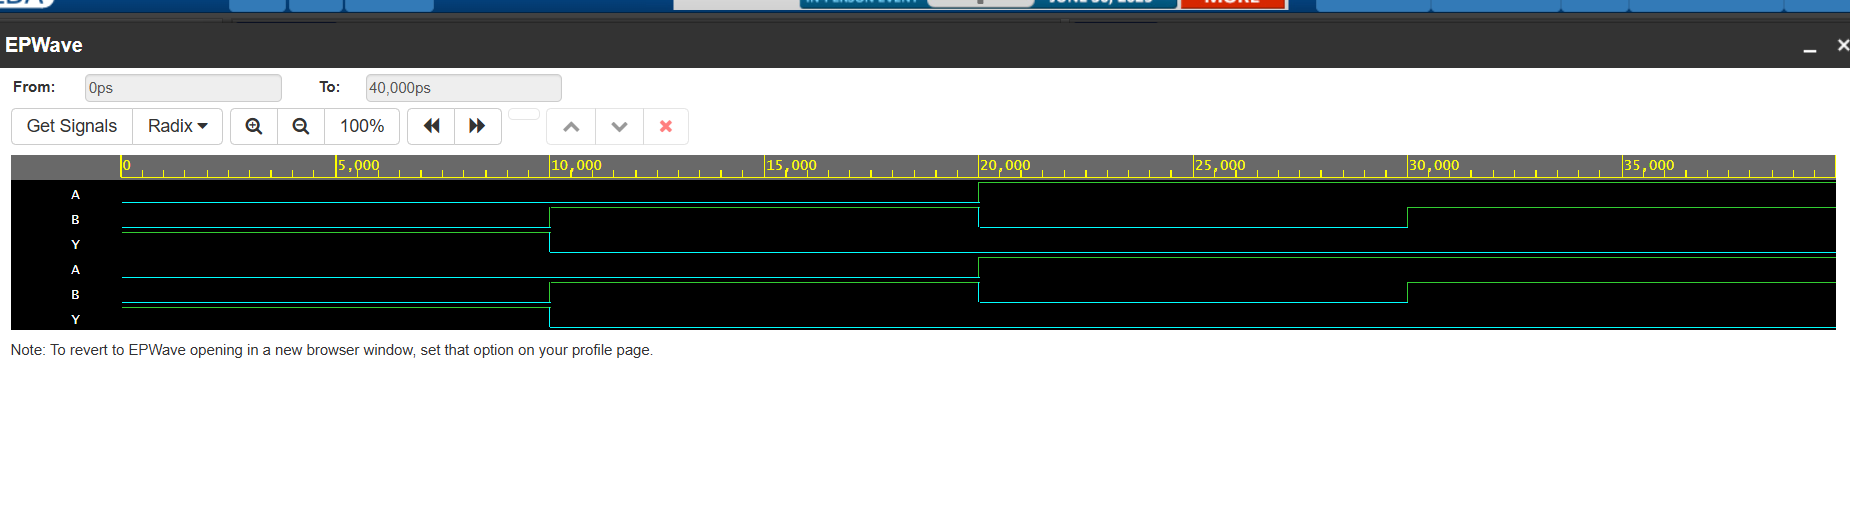 EPWave
From: 0ps To: 40,000ps
Get Signals Radix 100%
0 5,000 10,000 15,000 20,000 25,000 30,000 35,000
A
B
Y
A
B
Y
Note: To revert to EPWave opening in a new browser window, set that option on your profile page.